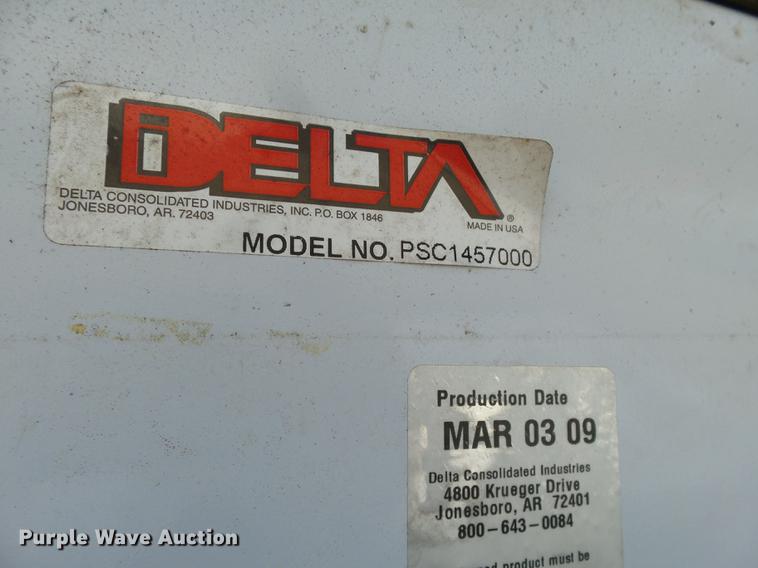 DELTA
®
DELTA CONSOLIDATED INDUSTRIES, INC. P.O. BOX 1846
JONESBORO, AR. 72403
MADE IN USA
MODEL NO. PSC1457000
Production Date
MAR 03 09
Delta Consolidated Industries
4800 Krueger Drive
Jonesboro, AR 72401
800-643-0084
product must be
Purple Wave Auction